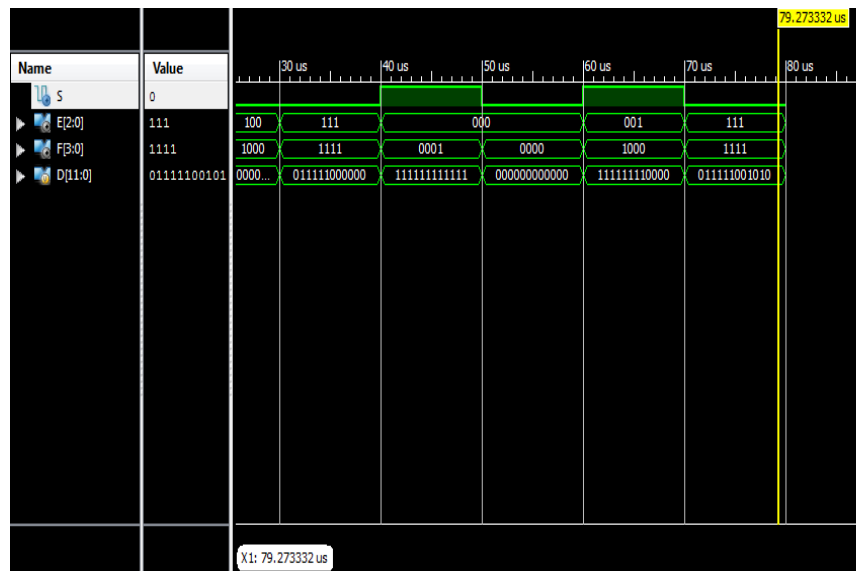 79.273332 us
Name Value 30 us 40 us 50 us 60 us 70 us 80 us
S 0
E[2:0] 111 100 111 000 001 111
F[3:0] 1111 1000 1111 0001 0000 1000 1111
D[11:0] 01111100101 0000... 011111000000 111111111111 000000000000 111111110000 011111001010
X1: 79.273332 us